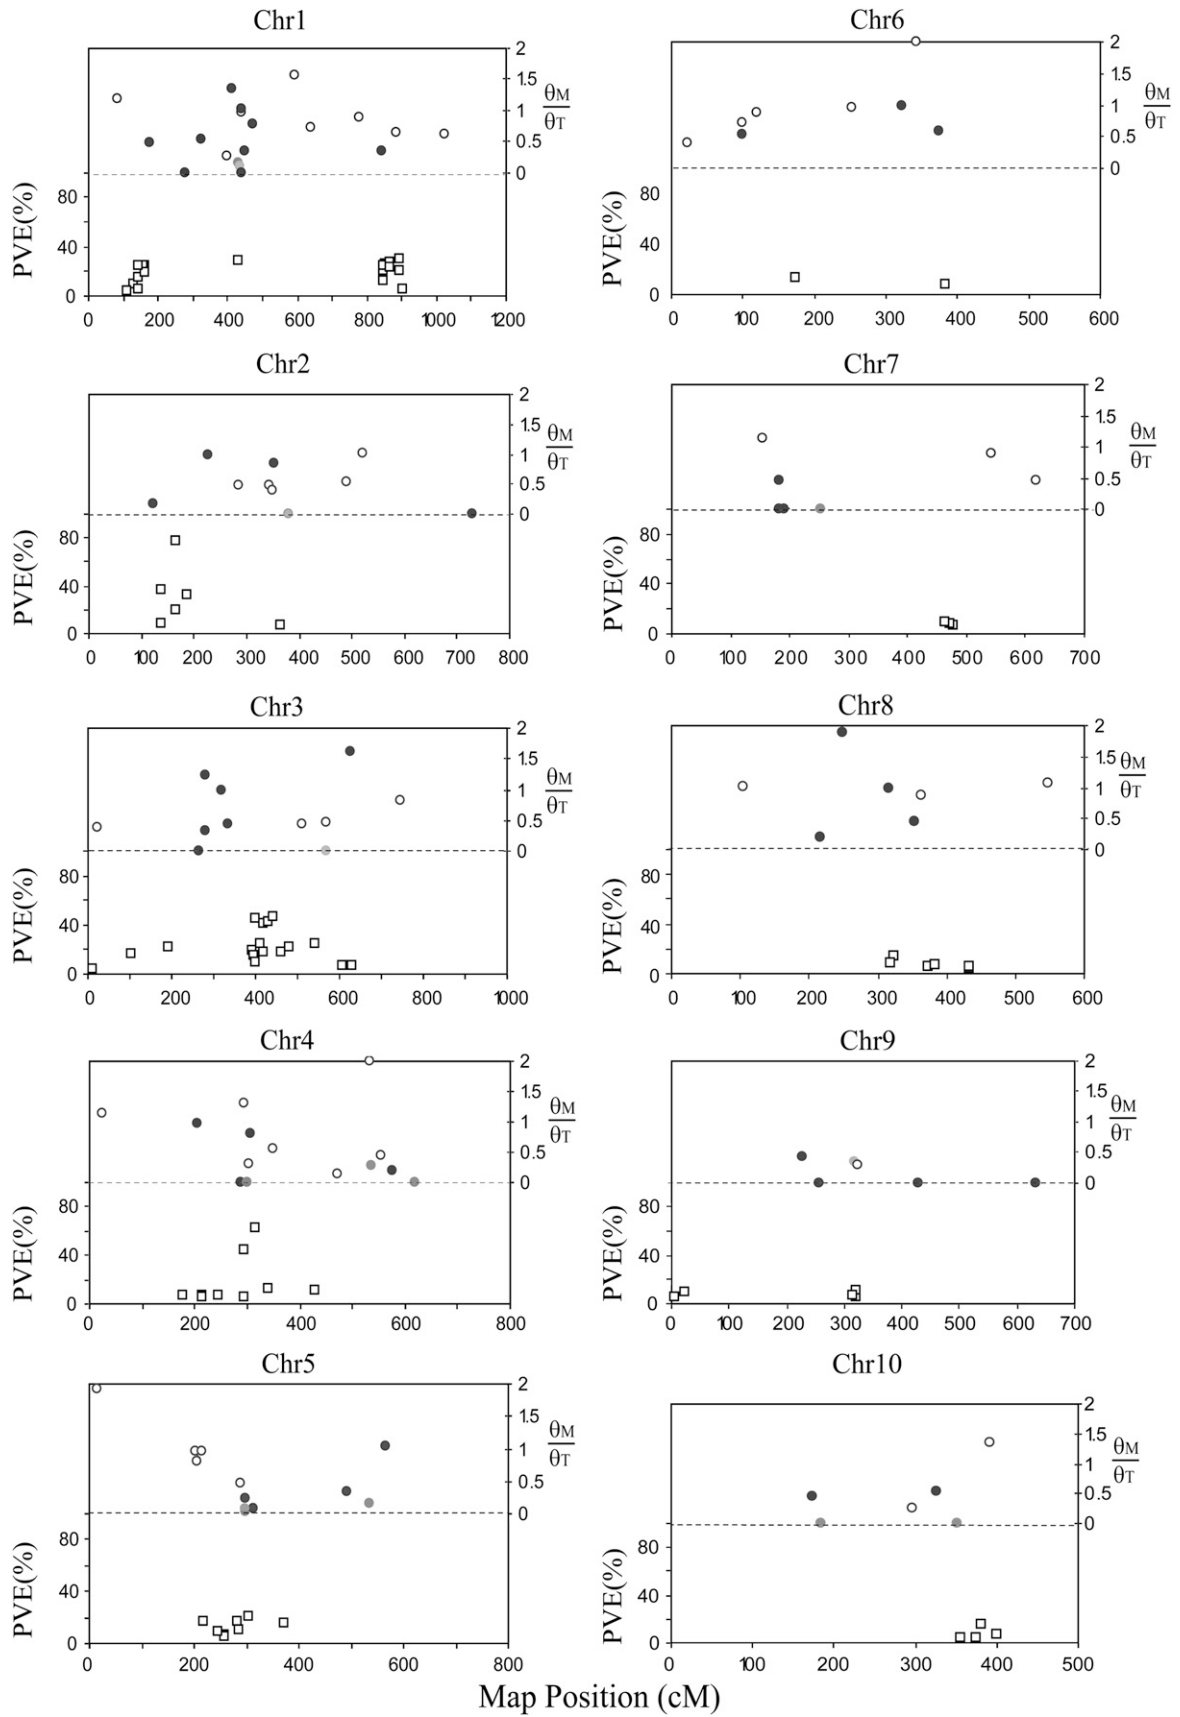 Chr1
2
1.5
1
0.5
0
θM
θT
PVE(%)
80
40
0
0 200 400 600 800 1000 1200
Chr6
2
1.5
1
0.5
0
θM
θT
PVE(%)
80
40
0
0 100 200 300 400 500 600
Chr2
2
1.5
1
0.5
0
θM
θT
PVE(%)
80
40
0
0 100 200 300 400 500 600 700 800
Chr7
2
1.5
1
0.5
0
θM
θT
PVE(%)
80
40
0
0 100 200 300 400 500 600 700
Chr3
2
1.5
1
0.5
0
θM
θT
PVE(%)
80
40
0
0 200 400 600 800 1000
Chr8
2
1.5
1
0.5
0
θM
θT
PVE(%)
80
40
0
0 100 200 300 400 500 600
Chr4
2
1.5
1
0.5
0
θM
θT
PVE(%)
80
40
0
0 200 400 600 800
Chr9
2
1.5
1
0.5
0
θM
θT
PVE(%)
80
40
0
0 100 200 300 400 500 600 700
Chr5
2
1.5
1
0.5
0
θM
θT
PVE(%)
80
40
0
0 200 400 600 800
Chr10
2
1.5
1
0.5
0
θM
θT
PVE(%)
80
40
0
0 100 200 300 400 500
Map Position (cM)